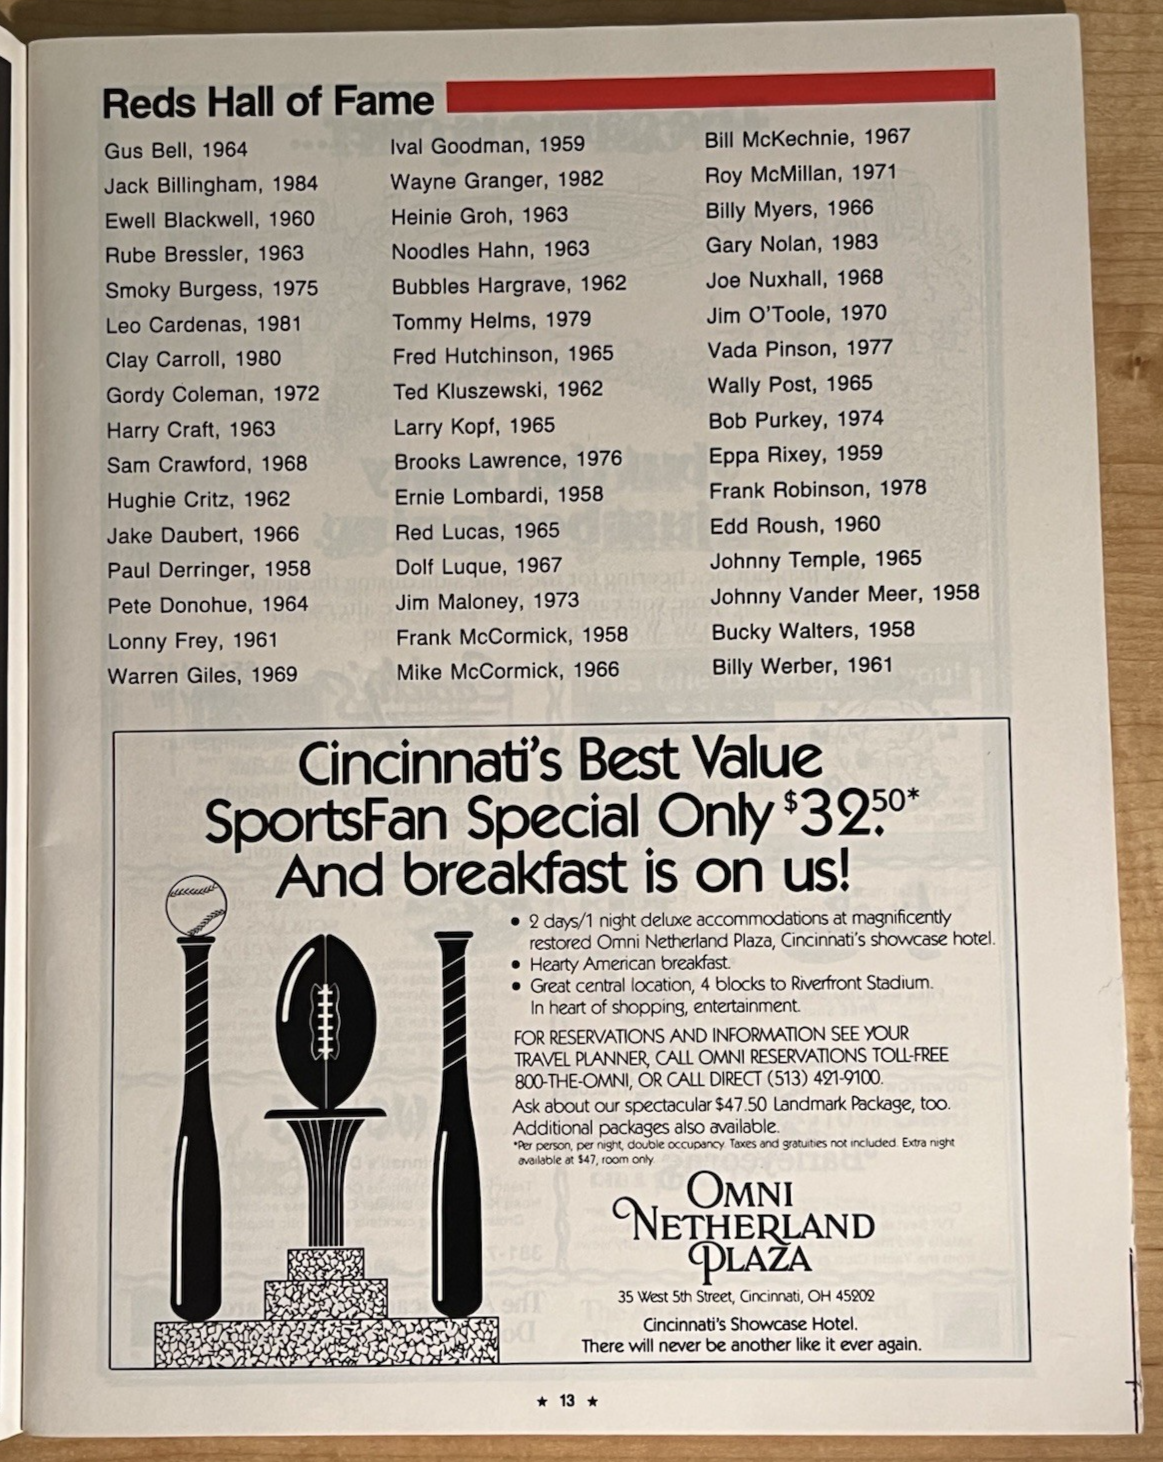 Reds Hall of Fame
Gus Bell, 1964
Jack Billingham, 1984
Ewell Blackwell, 1960
Rube Bressler, 1963
Smoky Burgess, 1975
Leo Cardenas, 1981
Clay Carroll, 1980
Gordy Coleman, 1972
Harry Craft, 1963
Sam Crawford, 1968
Hughie Critz, 1962
Jake Daubert, 1966
Paul Derringer, 1958
Pete Donohue, 1964
Lonny Frey, 1961
Warren Giles, 1969
Ival Goodman, 1959
Wayne Granger, 1982
Heinie Groh, 1963
Noodles Hahn, 1963
Bubbles Hargrave, 1962
Tommy Helms, 1979
Fred Hutchinson, 1965
Ted Kluszewski, 1962
Larry Kopf, 1965
Brooks Lawrence, 1976
Ernie Lombardi, 1958
Red Lucas, 1965
Dolf Luque, 1967
Jim Maloney, 1973
Frank McCormick, 1958
Mike McCormick, 1966
Bill McKechnie, 1967
Roy McMillan, 1971
Billy Myers, 1966
Gary Nolan, 1983
Joe Nuxhall, 1968
Jim O'Toole, 1970
Vada Pinson, 1977
Wally Post, 1965
Bob Purkey, 1974
Eppa Rixey, 1959
Frank Robinson, 1978
Edd Roush, 1960
Johnny Temple, 1965
Johnny Vander Meer, 1958
Bucky Walters, 1958
Billy Werber, 1961
Cincinnati's Best Value
SportsFan Special Only $32.50*
And breakfast is on us!
• 2 days/1 night deluxe accommodations at magnificently
restored Omni Netherland Plaza, Cincinnati's showcase hotel.
• Hearty American breakfast.
• Great central location, 4 blocks to Riverfront Stadium.
In heart of shopping, entertainment.
FOR RESERVATIONS AND INFORMATION SEE YOUR
TRAVEL PLANNER, CALL OMNI RESERVATIONS TOLL-FREE
800-THE-OMNI, OR CALL DIRECT (513) 421-9100.
Ask about our spectacular $47.50 Landmark Package, too.
Additional packages also available.
*Per person, per night, double occupancy. Taxes and gratuities not included. Extra night
available at $47, room only.
OMNI
NETHERLAND
PLAZA
35 West 5th Street, Cincinnati, OH 45202
Cincinnati's Showcase Hotel.
There will never be another like it ever again.
★ 13 ★